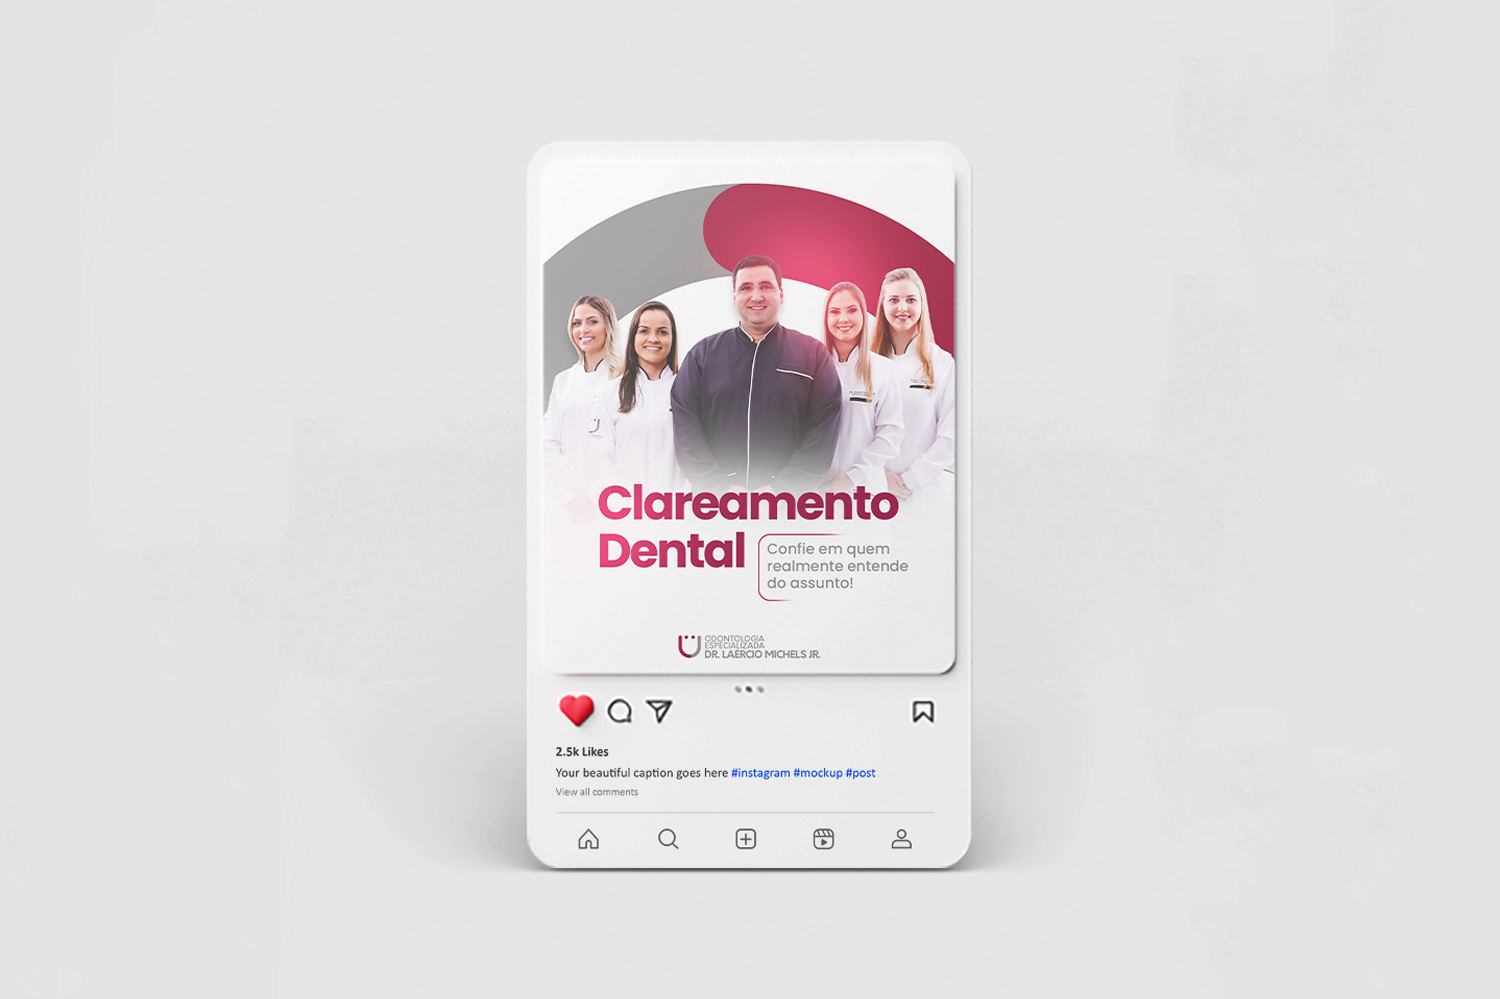 Clareamento
Dental
Confie em quem
realmente entende
do assunto!
ODONTOLOGIA
ESPECIALIZADA
DR. LAÉRCIO MICHELS JR.
2.5k Likes
Your beautiful caption goes here #instagram #mockup #post
View all comments